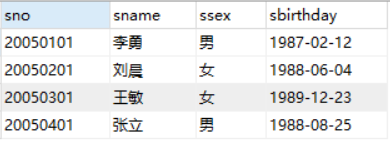 sno sname ssex sbirthday
20050101 李勇 男 1987-02-12
20050201 刘晨 女 1988-06-04
20050301 王敏 女 1989-12-23
20050401 张立 男 1988-08-25